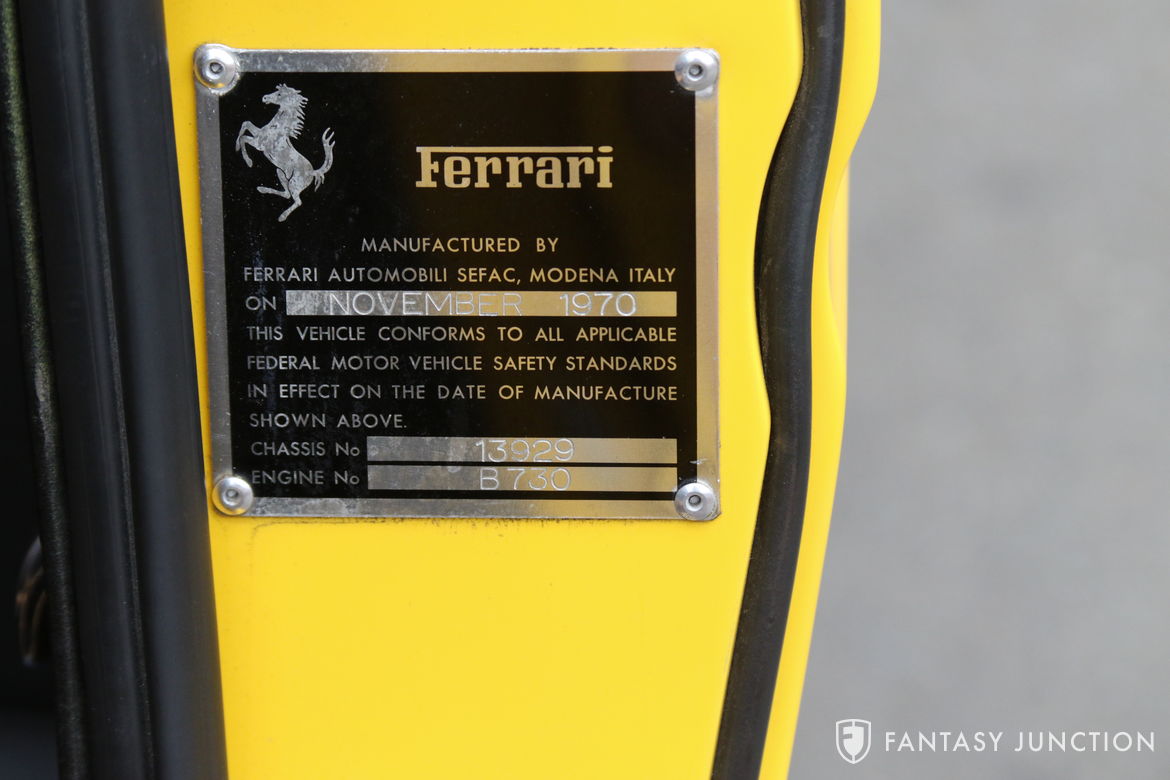 Ferrari
MANUFACTURED BY
FERRARI AUTOMOBILI SEFAC, MODENA ITALY
ON NOVEMBER 1970
THIS VEHICLE CONFORMS TO ALL APPLICABLE
FEDERAL MOTOR VEHICLE SAFETY STANDARDS
IN EFFECT ON THE DATE OF MANUFACTURE
SHOWN ABOVE.
CHASSIS No 13929
ENGINE No B730
FANTASY JUNCTION